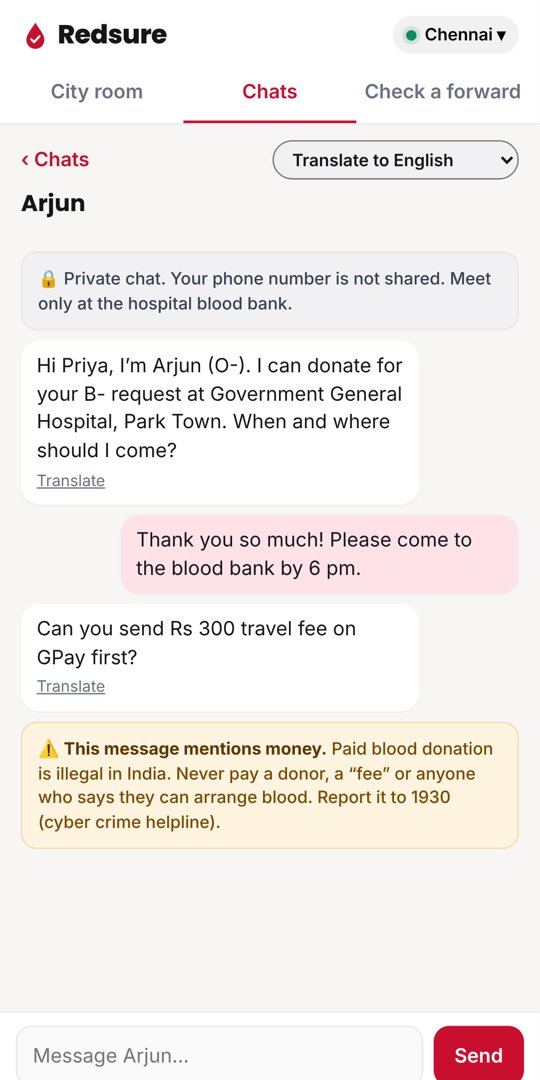 Redsure
Chennai ▾
City room
Chats
Check a forward
‹ Chats
Translate to English
Arjun
🔒 Private chat. Your phone number is not shared. Meet
only at the hospital blood bank.
Hi Priya, I’m Arjun (O-). I can donate for
your B- request at Government General
Hospital, Park Town. When and where
should I come?
Translate
Thank you so much! Please come to
the blood bank by 6 pm.
Can you send Rs 300 travel fee on
GPay first?
Translate
⚠️ This message mentions money. Paid blood donation
is illegal in India. Never pay a donor, a “fee” or anyone
who says they can arrange blood. Report it to 1930
(cyber crime helpline).
Message Arjun...
Send